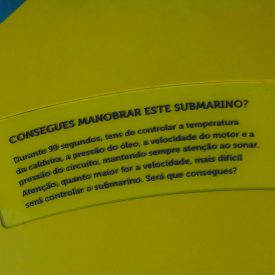 CONSEGUES MANOBRAR ESTE SUBMARINO?
Durante 90 segundos, tens de controlar a temperatura
da caldeira, a pressão do óleo, a velocidade do motor e a
pressão do circuito, mantendo sempre atenção ao sonar.
Atenção, quanto maior for a velocidade, mais difícil
será controlar o submarino. Será que consegues?